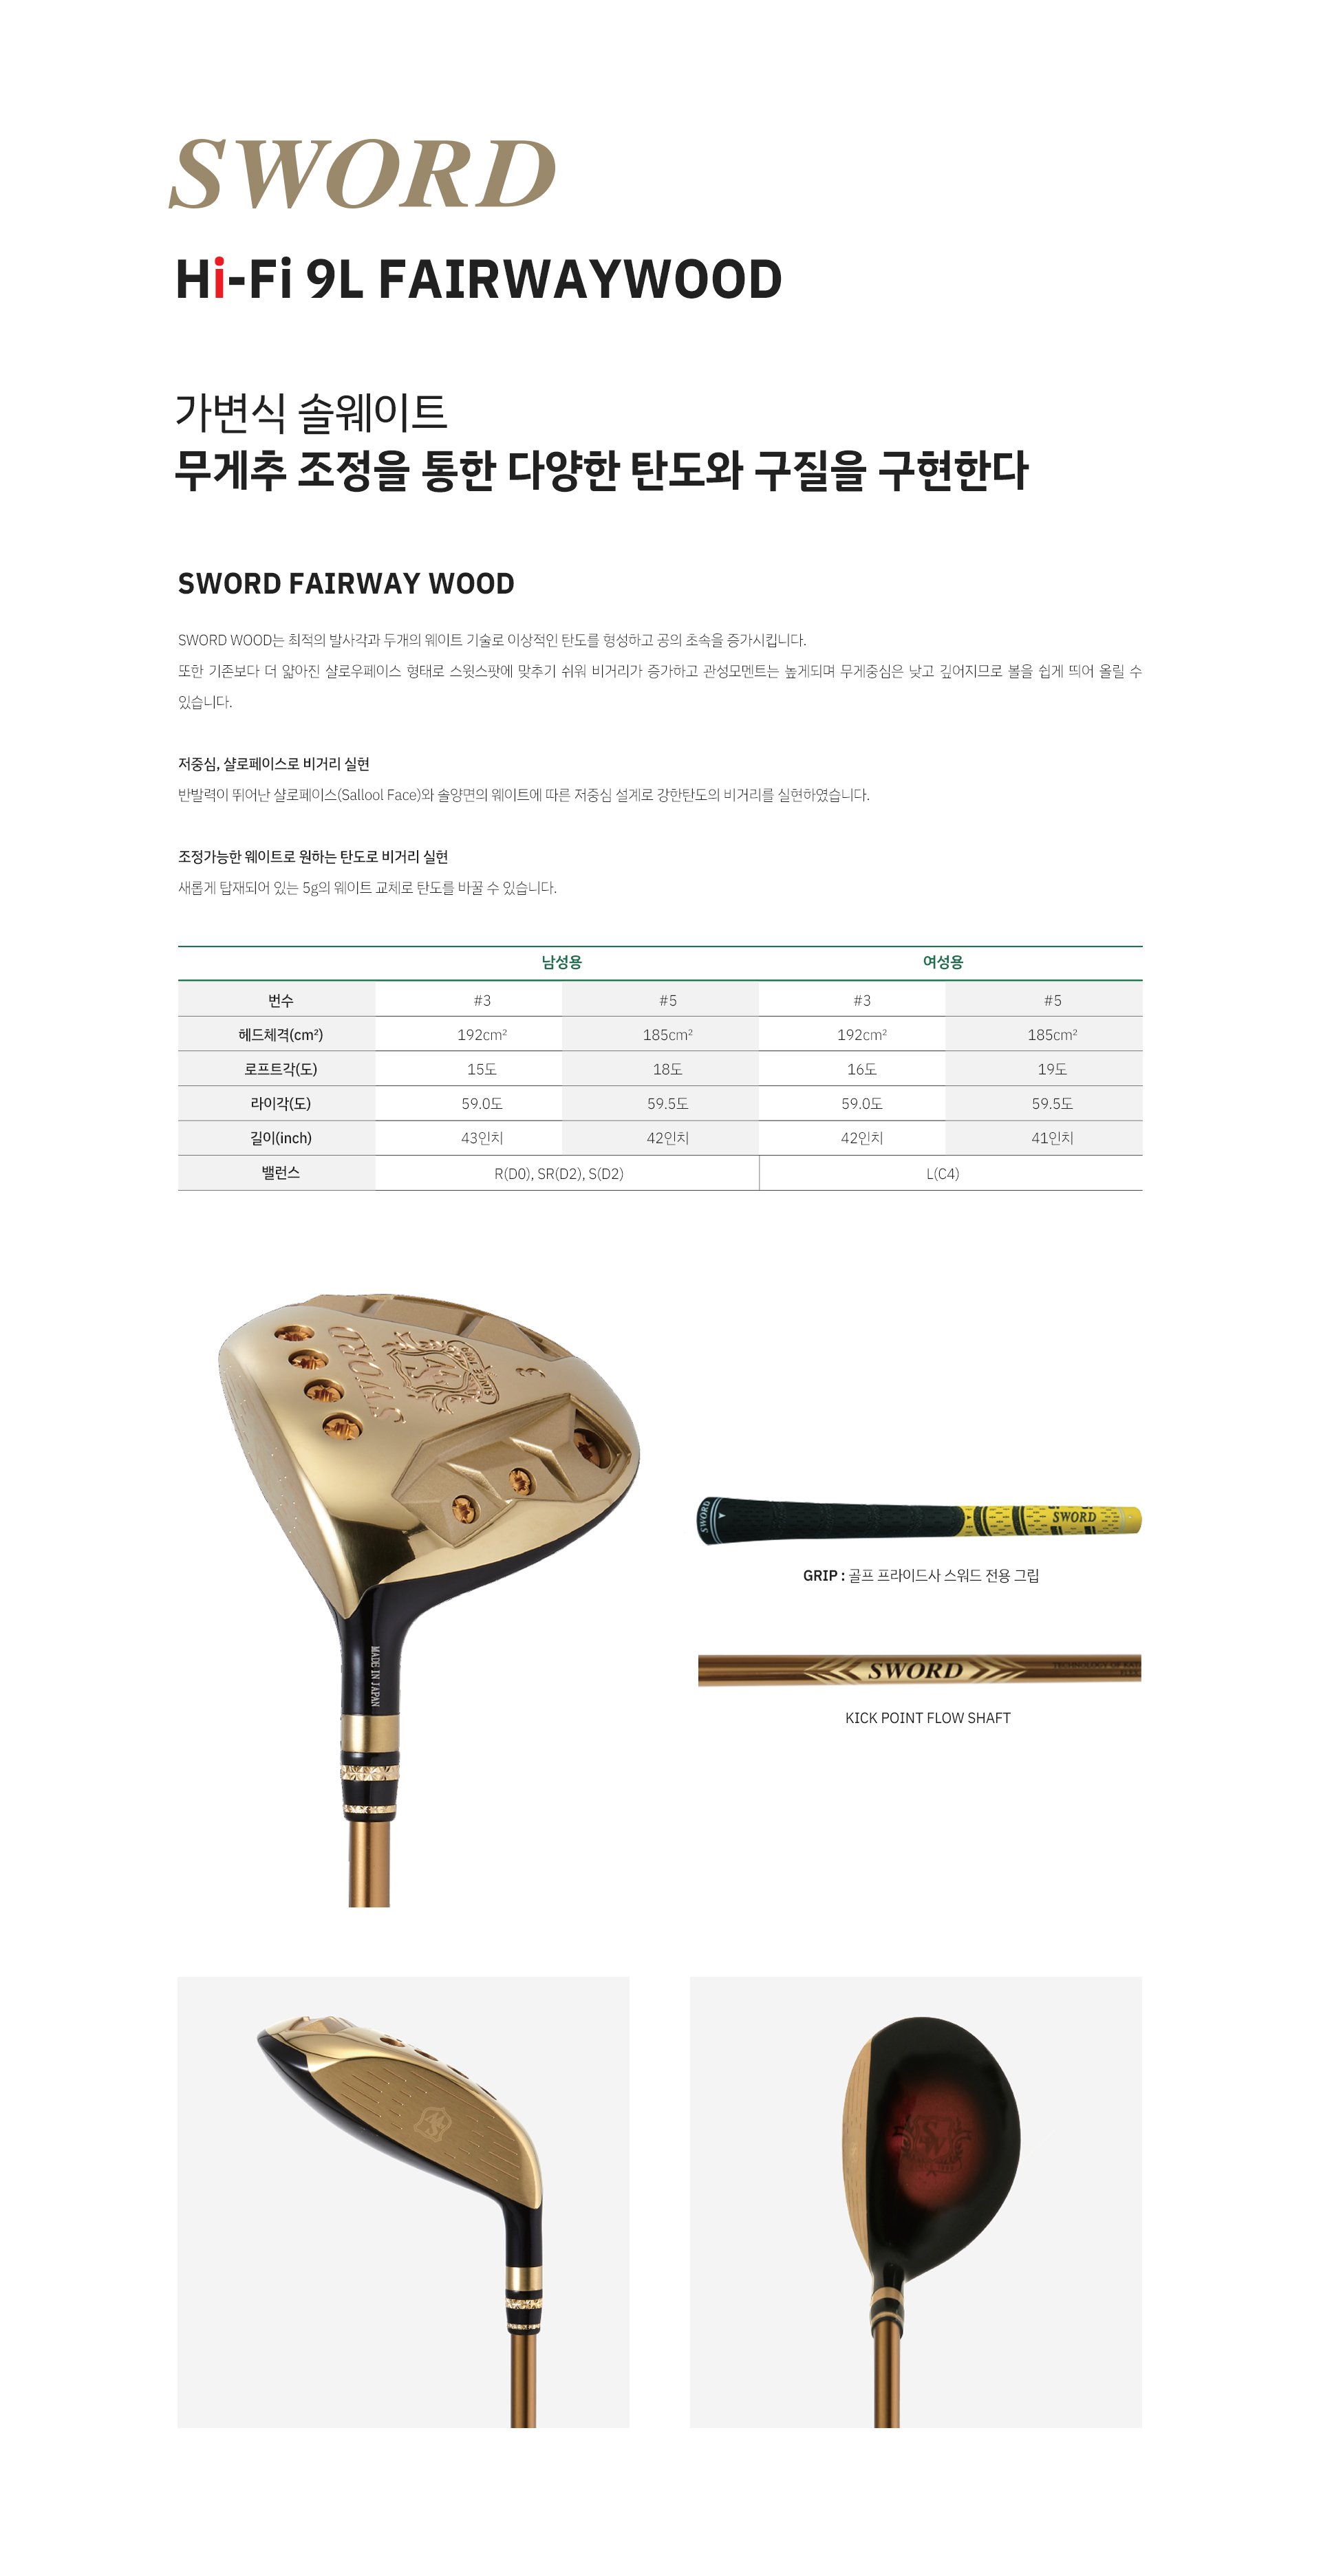 SWORD
Hi-Fi 9L FAIRWAYWOOD
가변식 솔웨이트
무게추 조정을 통한 다양한 탄도와 구질을 구현한다
SWORD FAIRWAY WOOD
SWORD WOOD는 최적의 발사각과 두개의 웨이트 기술로 이상적인 탄도를 형성하고 공의 초속을 증가시킵니다.
또한 기존보다 더 얇아진 샬로우페이스 형태로 스윗스팟에 맞추기 쉬워 비거리가 증가하고 관성모멘트는 높게되며 무게중심은 낮고 깊어지므로 볼을 쉽게 띄어 올릴 수
있습니다.
저중심, 샬로페이스로 비거리 실현
반발력이 뛰어난 샬로페이스(Sallool Face)와 솔양면의 웨이트에 따른 저중심 설계로 강한탄도의 비거리를 실현하였습니다.
조정가능한 웨이트로 원하는 탄도로 비거리 실현
새롭게 탑재되어 있는 5g의 웨이트 교체로 탄도를 바꿀 수 있습니다.
남성용 여성용
번수 #3 #5 #3 #5
헤드체격(cm²) 192cm² 185cm² 192cm² 185cm²
로프트각(도) 15도 18도 16도 19도
라이각(도) 59.0도 59.5도 59.0도 59.5도
길이(inch) 43인치 42인치 42인치 41인치
밸런스 R(D0), SR(D2), S(D2) L(C4)
SWORD
3
MADE IN JAPAN
SWORD
SWORD
GRIP : 골프 프라이드사 스워드 전용 그립
SWORD
KICK POINT FLOW SHAFT